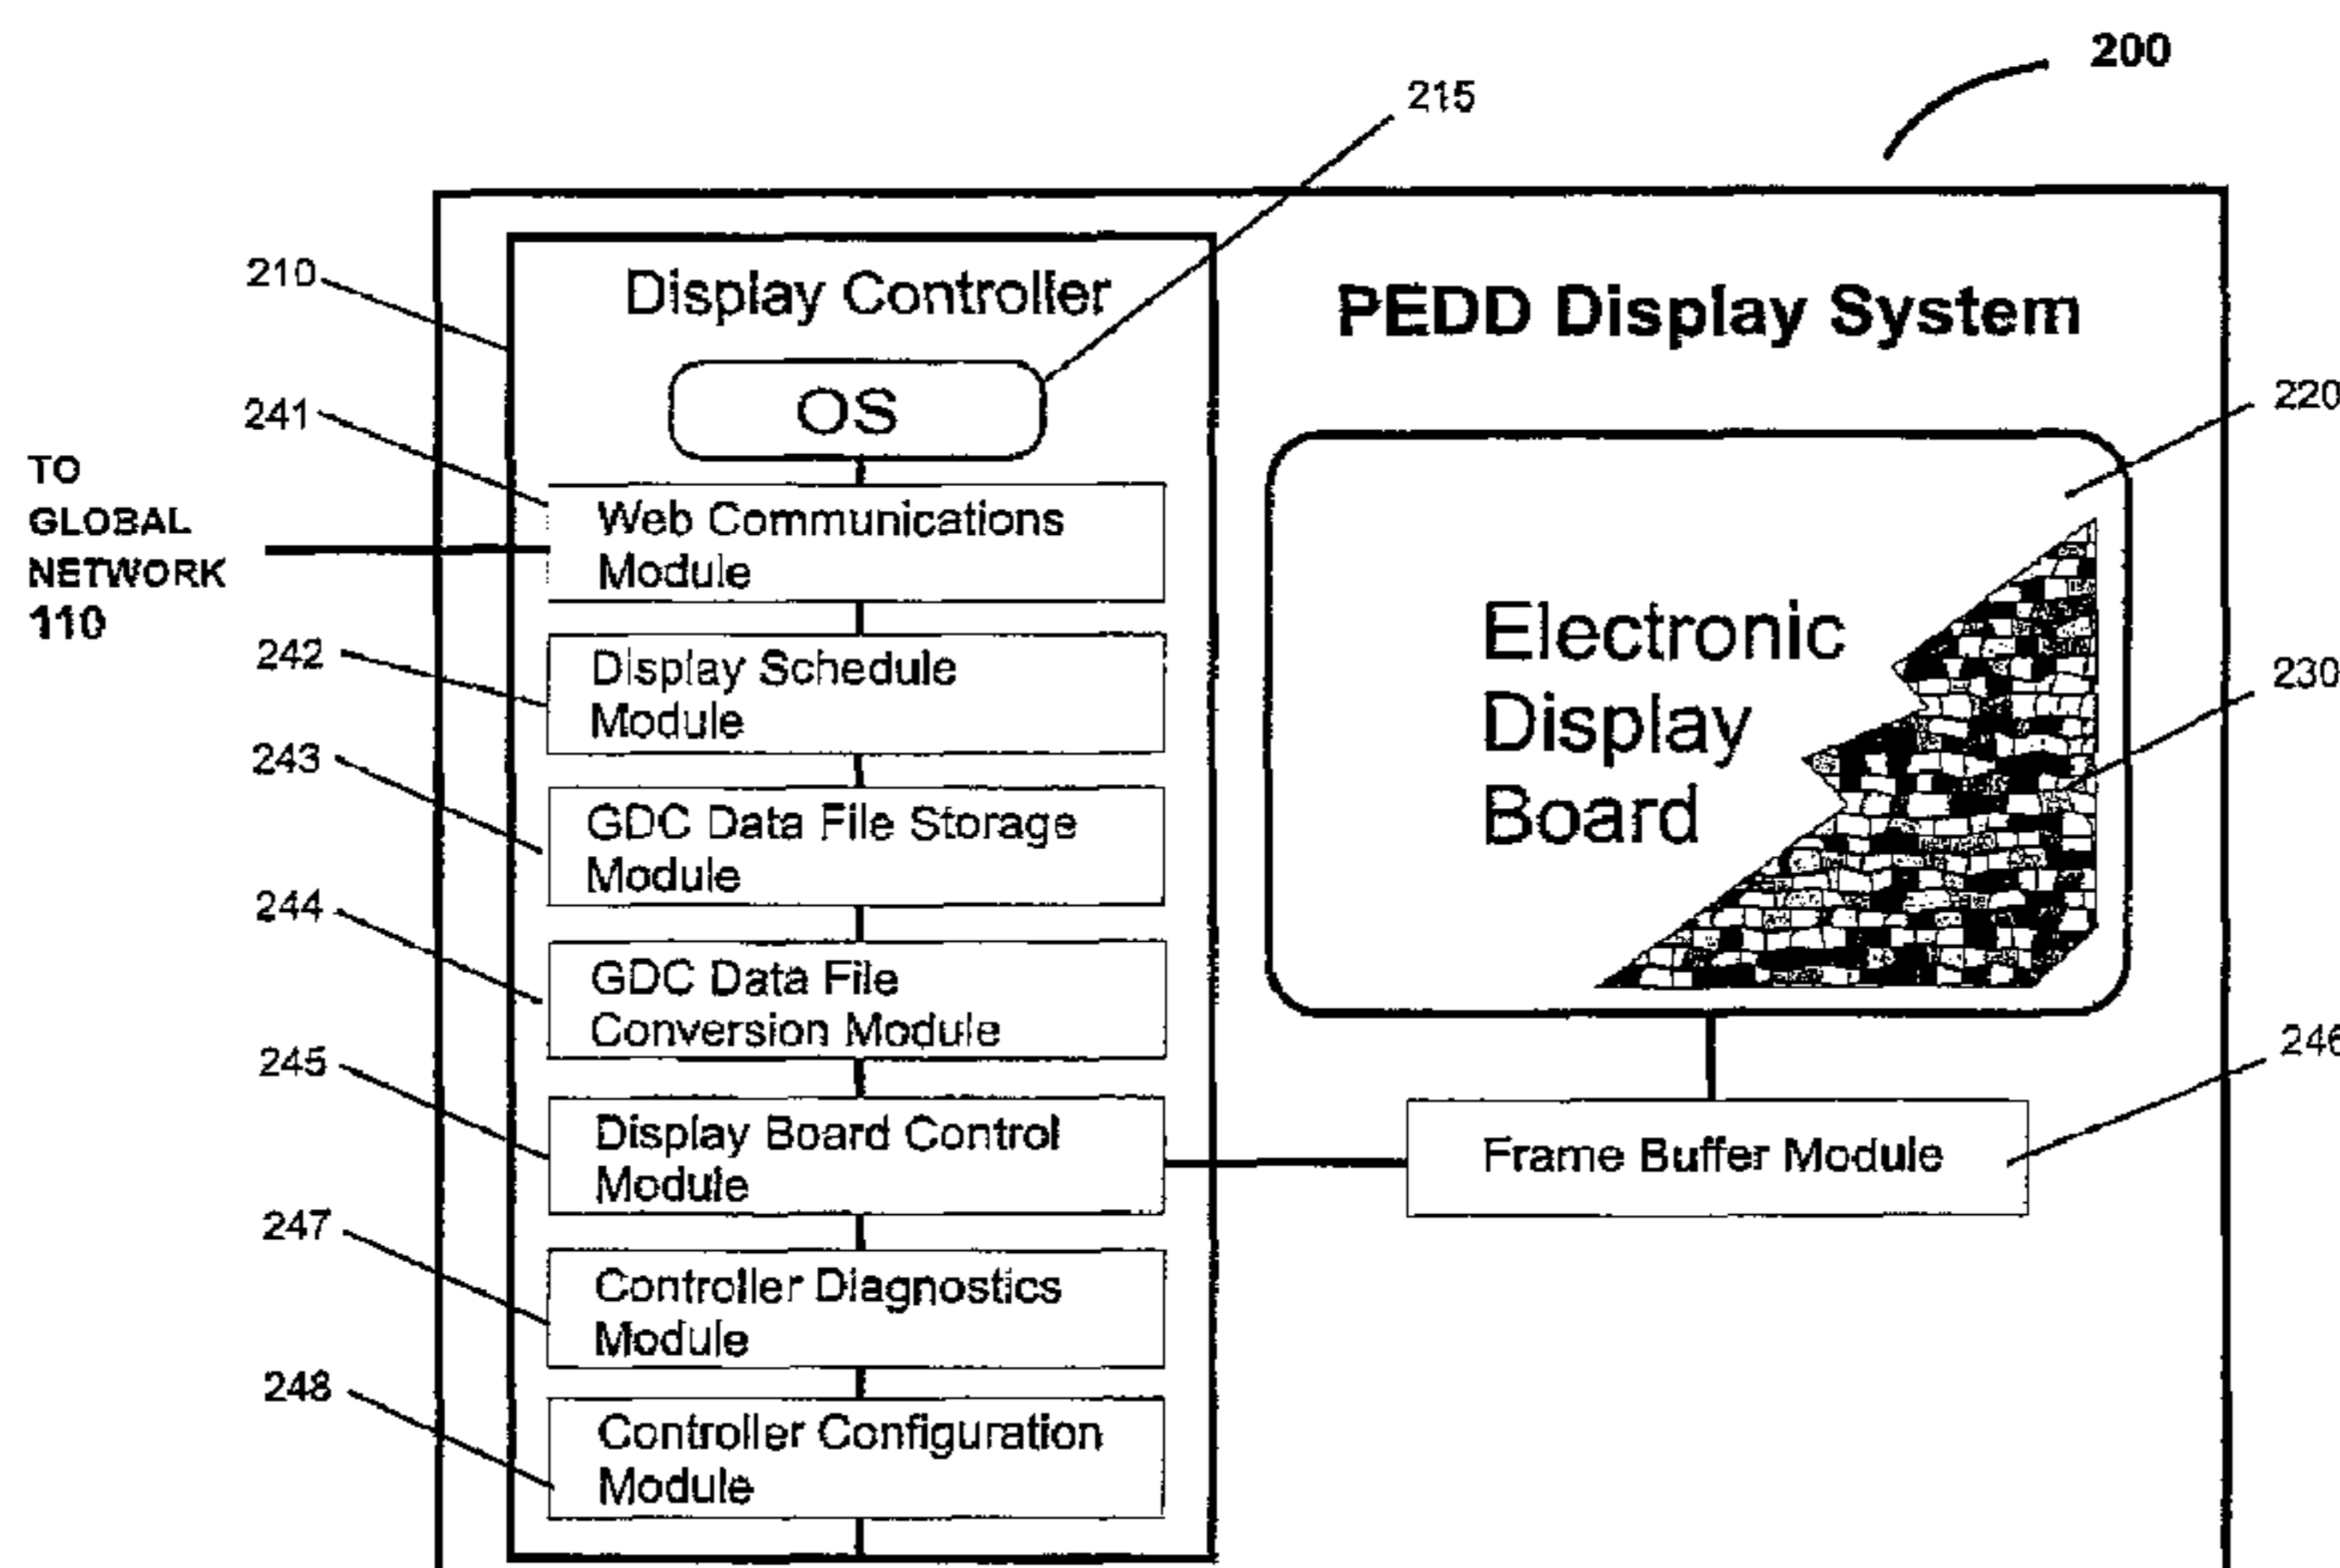 200
215
210
Display Controller
PEDD Display System
OS
220
241
TO
GLOBAL
NETWORK
110
Web Communications
Module
242
Display Schedule
Module
230
243
GDC Data File Storage
Module
Electronic
Display
Board
244
GDC Data File
Conversion Module
246
245
Display Board Control
Module
Frame Buffer Module
247
Controller Diagnostics
Module
248
Controller Configuration
Module